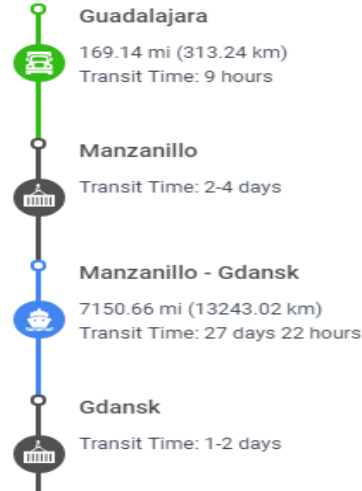 Guadalajara
169.14 mi (313.24 km)
Transit Time: 9 hours
Manzanillo
Transit Time: 2-4 days
Manzanillo - Gdansk
7150.66 mi (13243.02 km)
Transit Time: 27 days 22 hours
Gdansk
Transit Time: 1-2 days